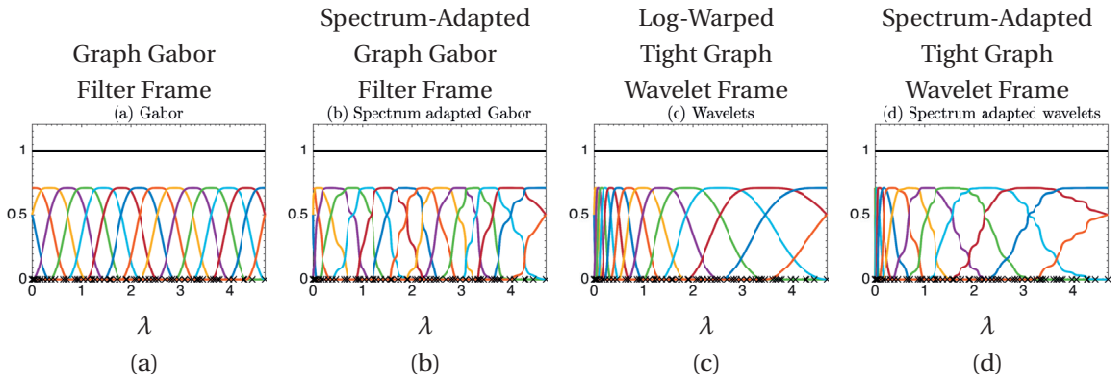 Graph Gabor
Filter Frame
(a) Gabor
1
0.5
0
0 1 2 3 4
λ
(a)
Spectrum-Adapted
Graph Gabor
Filter Frame
(b) Spectrum adapted Gabor
1
0.5
0
0 1 2 3 4
λ
(b)
Log-Warped
Tight Graph
Wavelet Frame
(c) Wavelets
1
0.5
0
0 1 2 3 4
λ
(c)
Spectrum-Adapted
Tight Graph
Wavelet Frame
(d) Spectrum adapted wavelets
1
0.5
0
0 1 2 3 4
λ
(d)